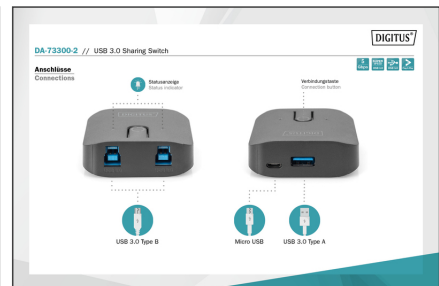 DIGITUS®
DA-73300-2 // USB 3.0 Sharing Switch
Anschlüsse
Connections
Statusanzeige
Status indicator
Verbindungstaste
Connection button
USB 3.0 Type B
Micro USB
USB 3.0 Type A